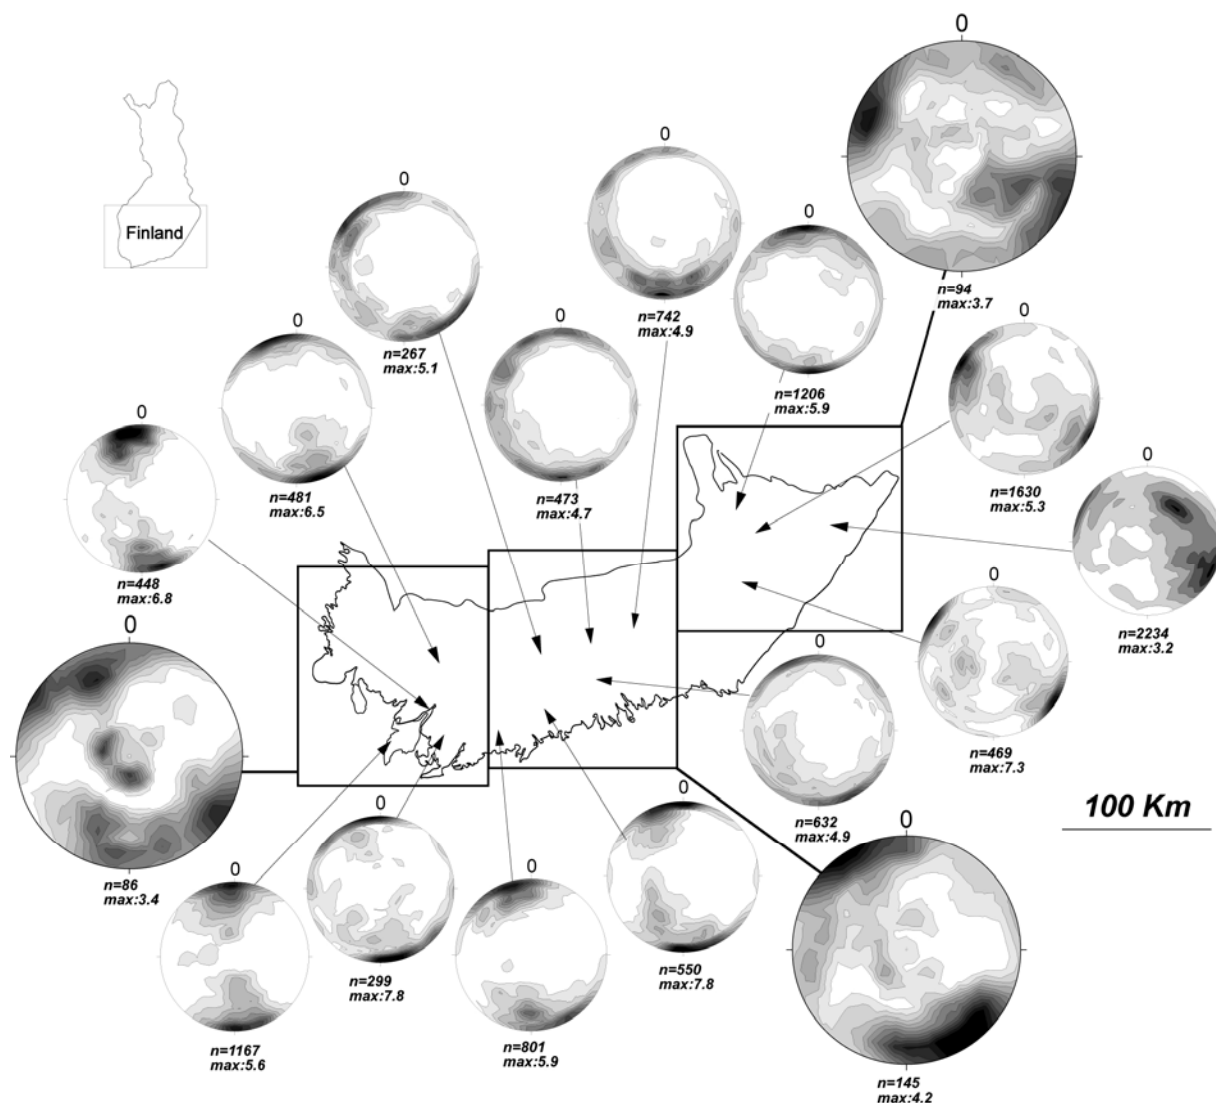 0
0
0
0
n=94
max:3.7
Finland
n=742
max:4.9
n=267
max:5.1
0
0
0
n=1206
max:5.9
n=1630
max:5.3
0
n=481
max:6.5
n=473
max:4.7
0
n=448
max:6.8
0
n=2234
max:3.2
0
0
n=469
max:7.3
100 Km
n=632
max:4.9
0
0
0
0
0
n=86
max:3.4
n=299
max:7.8
n=550
max:7.8
n=1167
max:5.6
n=801
max:5.9
n=145
max:4.2